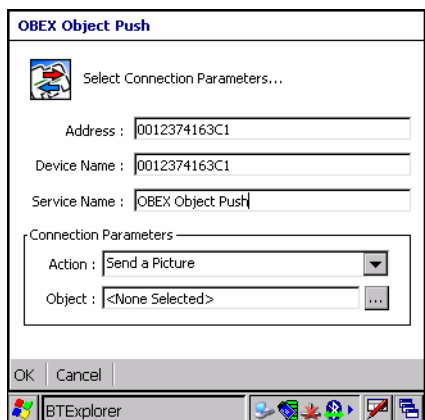 OBEX Object Push
Select Connection Parameters...
Address : 0012374163C1
Device Name : 0012374163C1
Service Name : OBEX Object Push
Connection Parameters
Action : Send a Picture
Object : <None Selected> ...
OK Cancel
BTExplorer